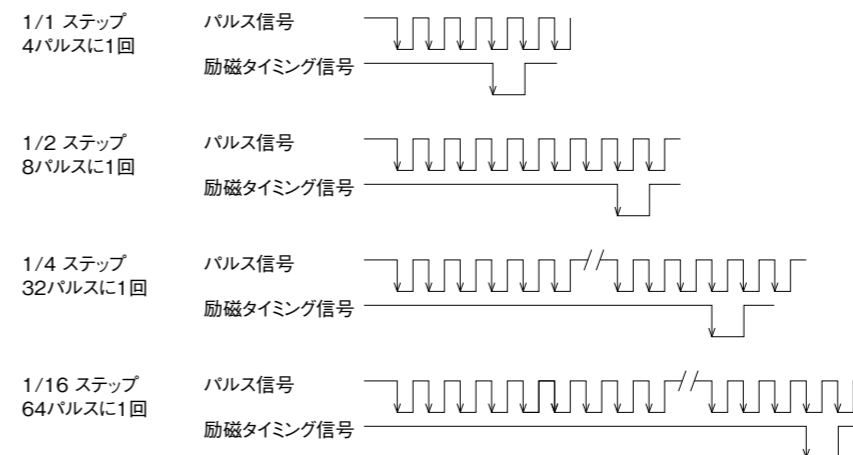 1/1 ステップ
4パルスに1回
パルス信号
励磁タイミング信号
1/2 ステップ
8パルスに1回
パルス信号
励磁タイミング信号
1/4 ステップ
32パルスに1回
パルス信号
励磁タイミング信号
1/16 ステップ
64パルスに1回
パルス信号
励磁タイミング信号